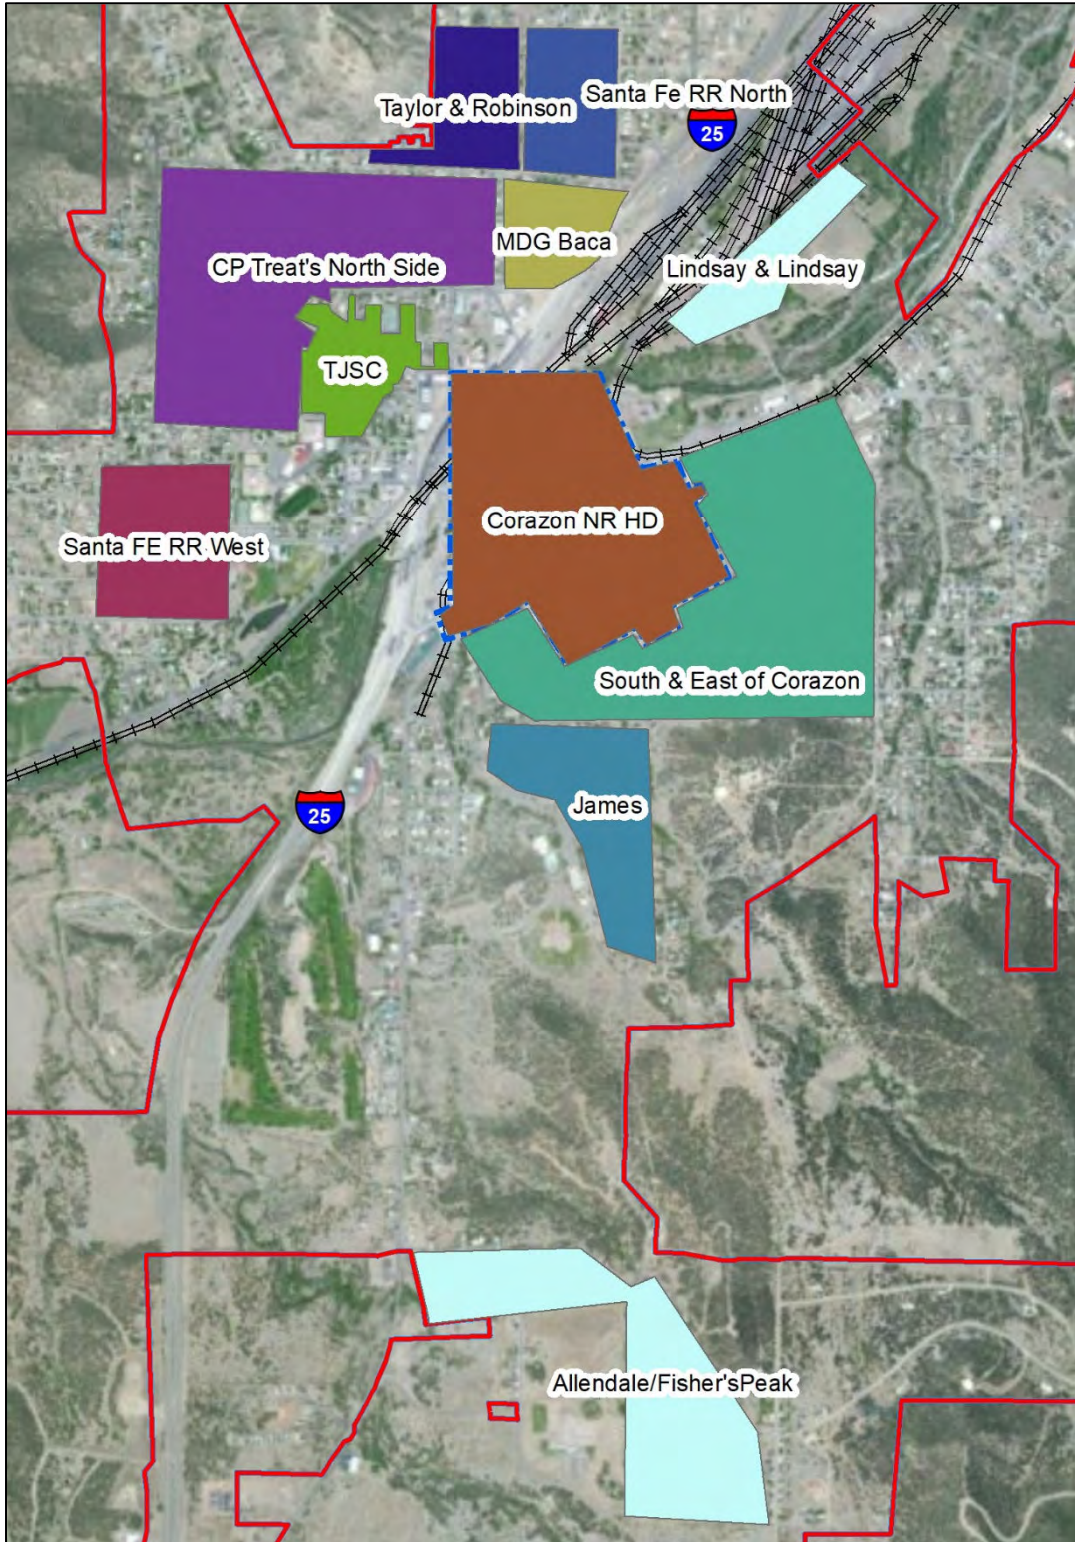 Taylor & Robinson
Santa Fe RR North
25
MDG Baca
CP Treat's North Side
Lindsay & Lindsay
TJSC
Corazon NR HD
Santa FE RR West
South & East of Corazon
James
25
Allendale/Fisher'sPeak